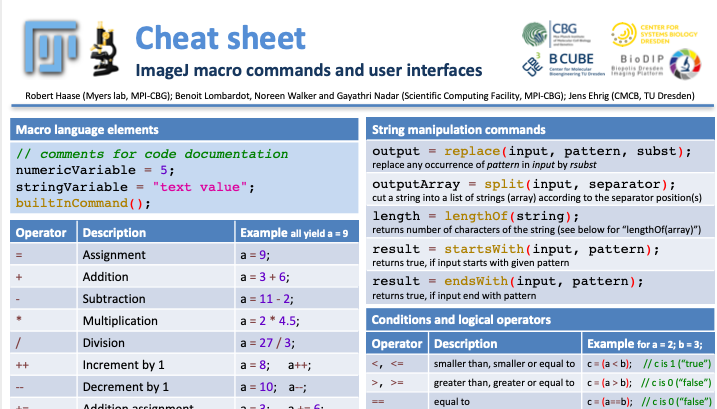 Cheat sheet
ImageJ macro commands and user interfaces
CBG
Max Planck Institute
of Molecular Cell Biology
and Genetics
CENTER FOR
SYSTEMS BIOLOGY
DRESDEN
B CUBE
Center for Molecular
Bioengineering TU Dresden
BioDIP
Biopolis Dresden
Imaging Platform
Robert Haase (Myers lab, MPI-CBG); Benoit Lombardot, Noreen Walker and Gayathri Nadar (Scientific Computing Facility, MPI-CBG); Jens Ehrig (CMCB, TU Dresden)
Macro language elements
// comments for code documentation
numericVariable = 5;
stringVariable = "text value";
builtInCommand();
Operator Description Example all yield a = 9
= Assignment a = 9;
+ Addition a = 3 + 6;
- Subtraction a = 11 - 2;
* Multiplication a = 2 * 4.5;
/ Division a = 27 / 3;
++ Increment by 1 a = 8; a++;
-- Decrement by 1 a = 10; a--;
+= Addition assignment a = 3; a += 6;
String manipulation commands
output = replace(input, pattern, subst);
replace any occurrence of pattern in input by rsubst
outputArray = split(input, separator);
cut a string into a list of strings (array) according to the separator position(s)
length = lengthOf(string);
returns number of characters of the string (see below for "lengthOf(array)")
result = startsWith(input, pattern);
returns true, if input starts with given pattern
result = endsWith(input, pattern);
returns true, if input end with pattern
Conditions and logical operators
Operator Description Example for a = 2; b = 3;
<, <= smaller than, smaller or equal to c = (a < b); // c is 1 ("true")
>, >= greater than, greater or equal to c = (a > b); // c is 0 ("false")
== equal to c = (a==b); // c is 0 ("false")